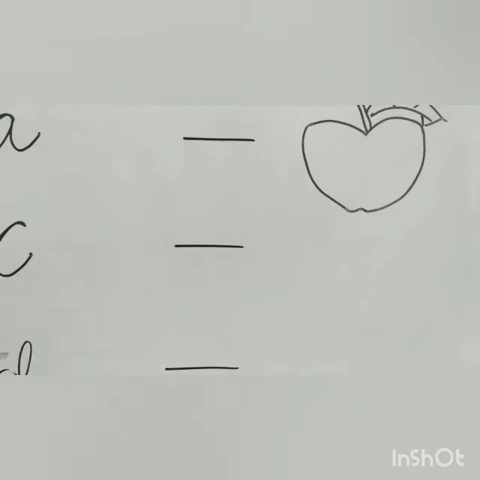 a —
c —
d —
InShOt